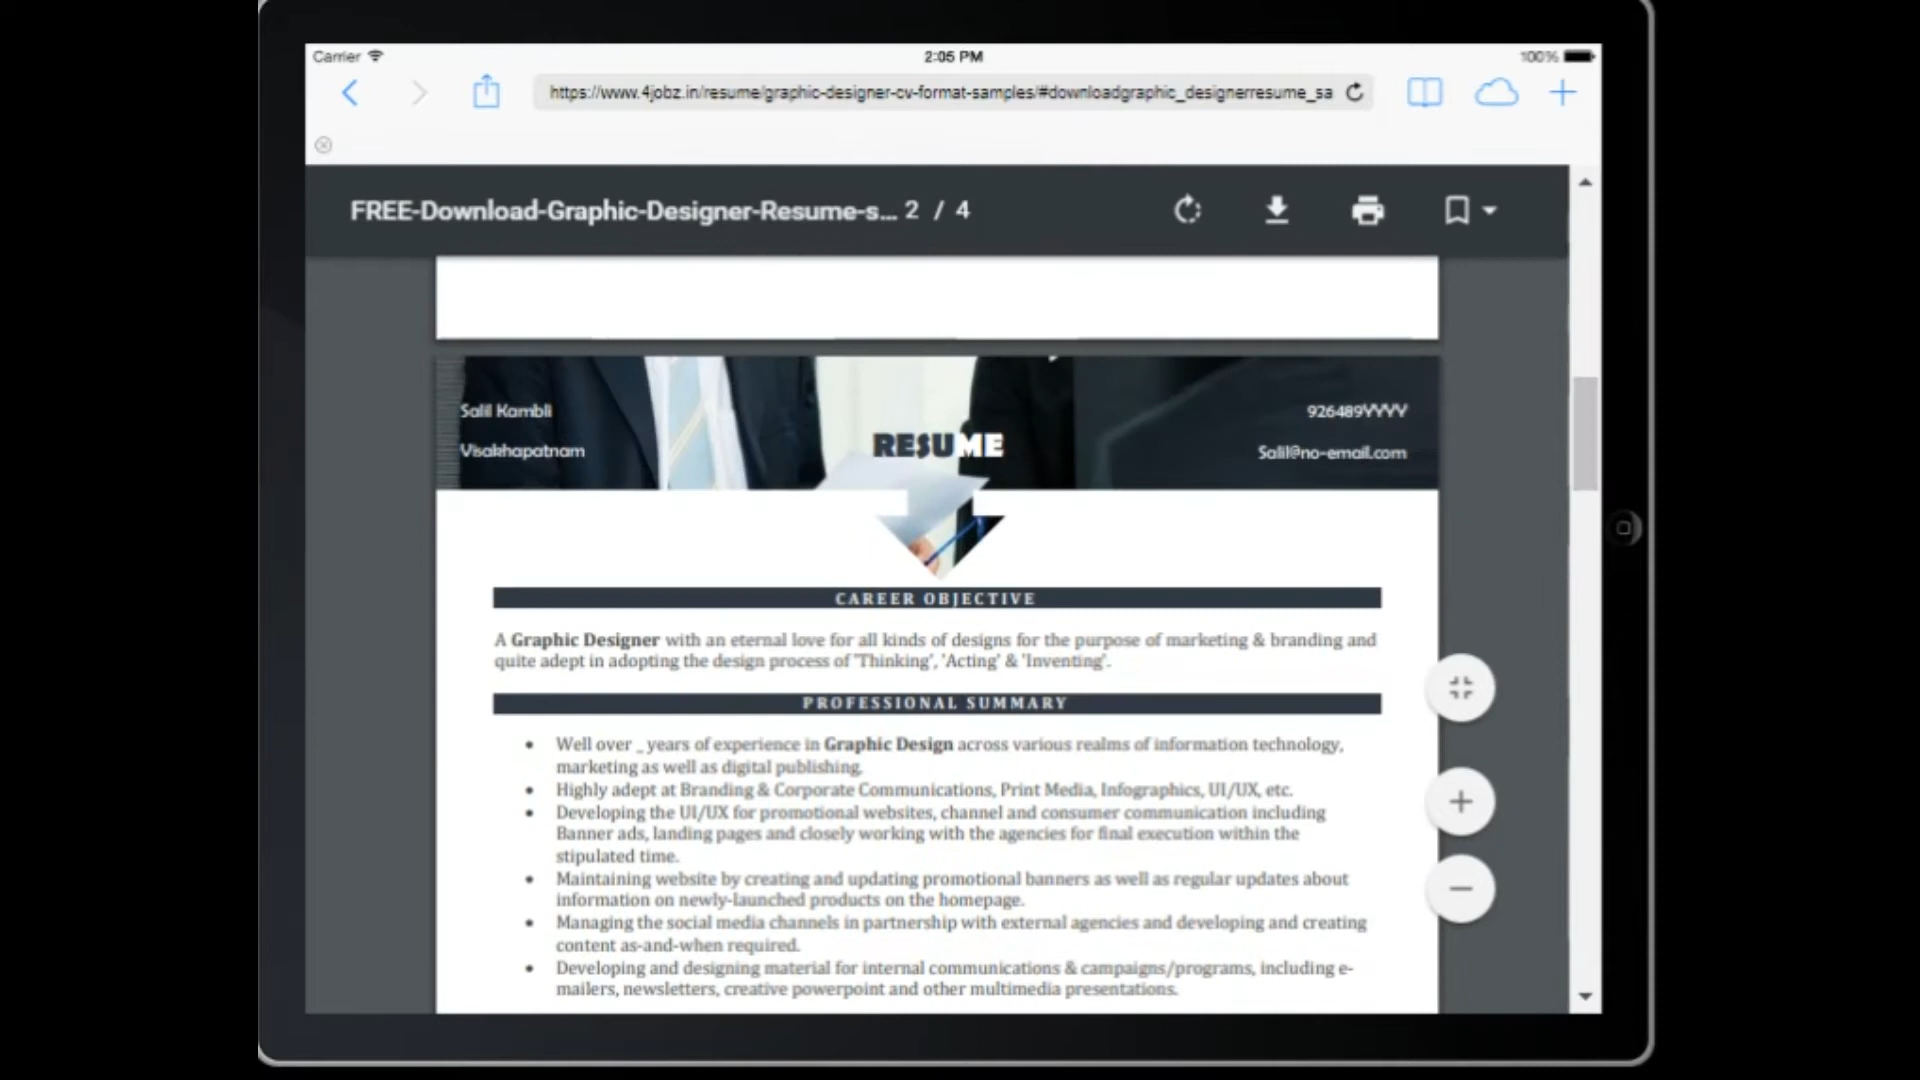 Carrier
2:05 PM
100%
https://www.4jobz.in/resume/graphic-designer-cv-format-samples/#downloadgraphic_designerresume_sa
FREE-Download-Graphic-Designer-Resume-s... 2 / 4
Salil Kambli
926489YYYY
RESUME
Visakhapatnam
Salil@no-email.com
CAREER OBJECTIVE
A Graphic Designer with an eternal love for all kinds of designs for the purpose of marketing & branding and
quite adept in adopting the design process of 'Thinking', 'Acting' & 'Inventing'.
PROFESSIONAL SUMMARY
• Well over _ years of experience in Graphic Design across various realms of information technology,
marketing as well as digital publishing.
• Highly adept at Branding & Corporate Communications, Print Media, Infographics, UI/UX, etc.
• Developing the UI/UX for promotional websites, channel and consumer communication including
Banner ads, landing pages and closely working with the agencies for final execution within the
stipulated time.
• Maintaining website by creating and updating promotional banners as well as regular updates about
information on newly-launched products on the homepage.
• Managing the social media channels in partnership with external agencies and developing and creating
content as-and-when required.
• Developing and designing material for internal communications & campaigns/programs, including e-
mailers, newsletters, creative powerpoint and other multimedia presentations.